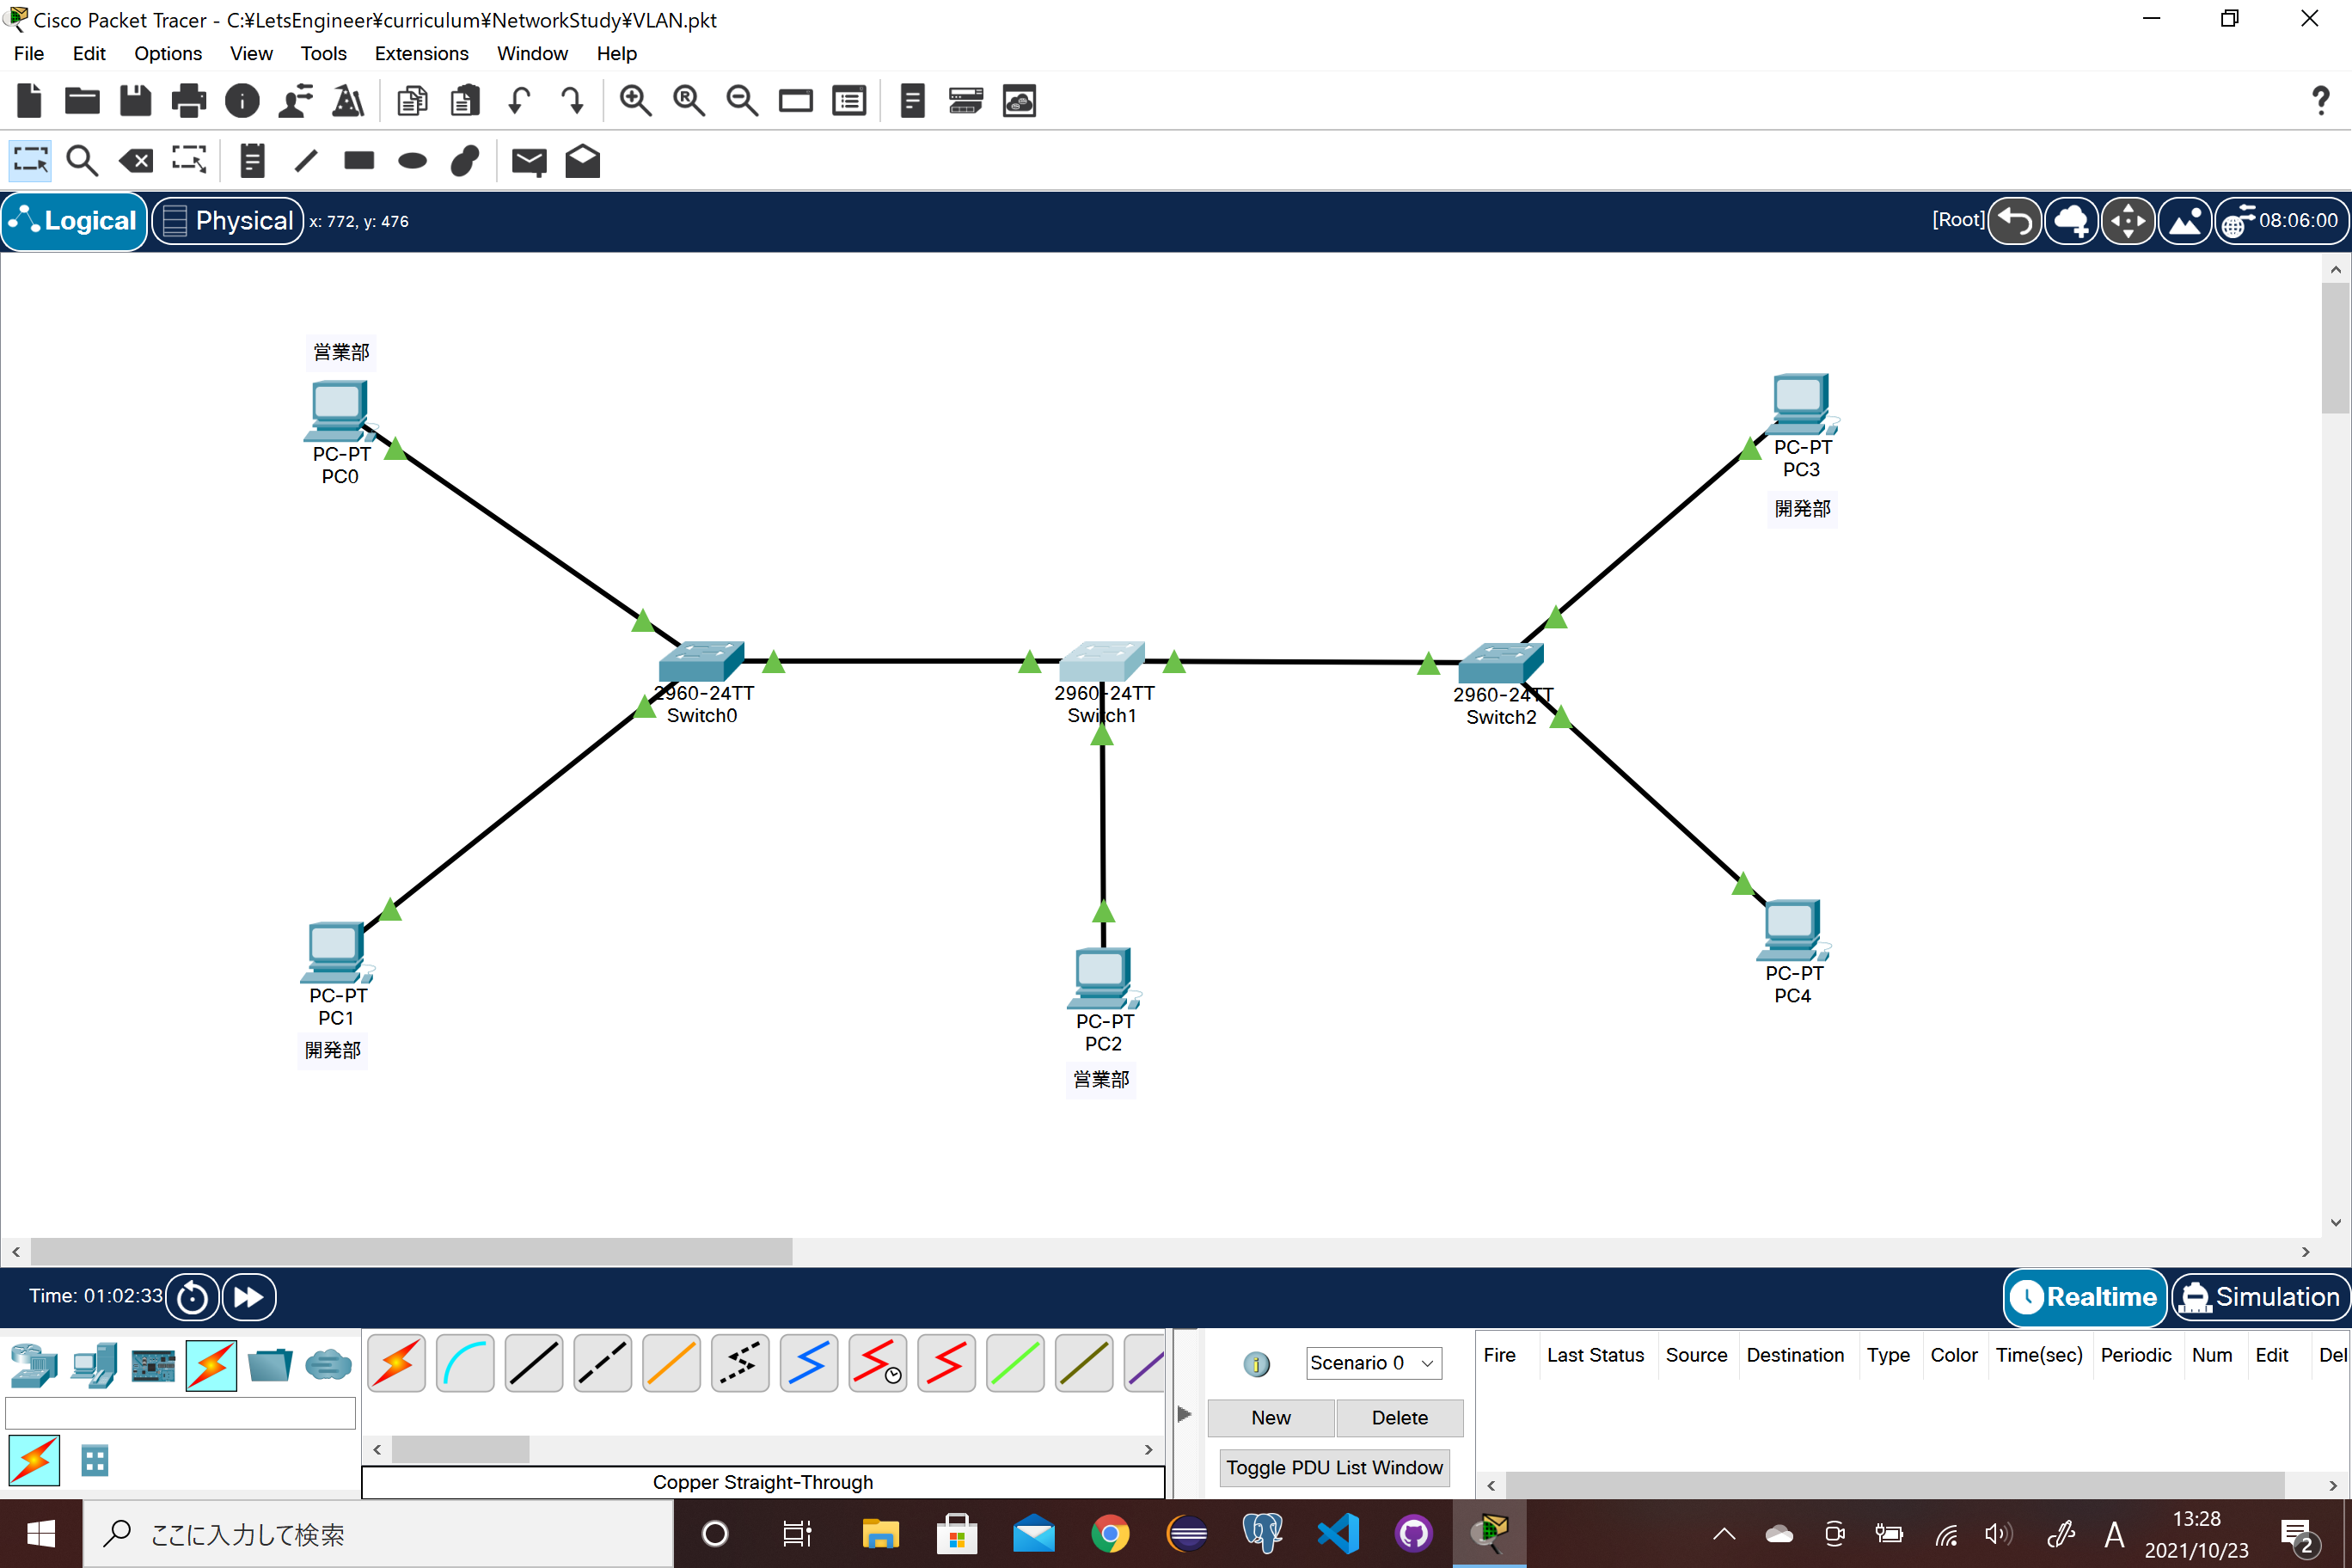 Cisco Packet Tracer - C:¥LetsEngineer¥curriculum¥NetworkStudy¥VLAN.pkt
File Edit Options View Tools Extensions Window Help
Logical Physical x: 772, y: 476 [Root] 08:06:00
営業部
PC-PT
PC0
PC-PT
PC3
開発部
2960-24TT
Switch0
2960-24TT
Switch1
2960-24TT
Switch2
PC-PT
PC1
開発部
PC-PT
PC2
営業部
PC-PT
PC4
Time: 01:02:33 Realtime Simulation
Scenario 0
New Delete
Toggle PDU List Window
Fire Last Status Source Destination Type Color Time(sec) Periodic Num Edit Del
Copper Straight-Through
ここに入力して検索
A
13:28
2021/10/23
2